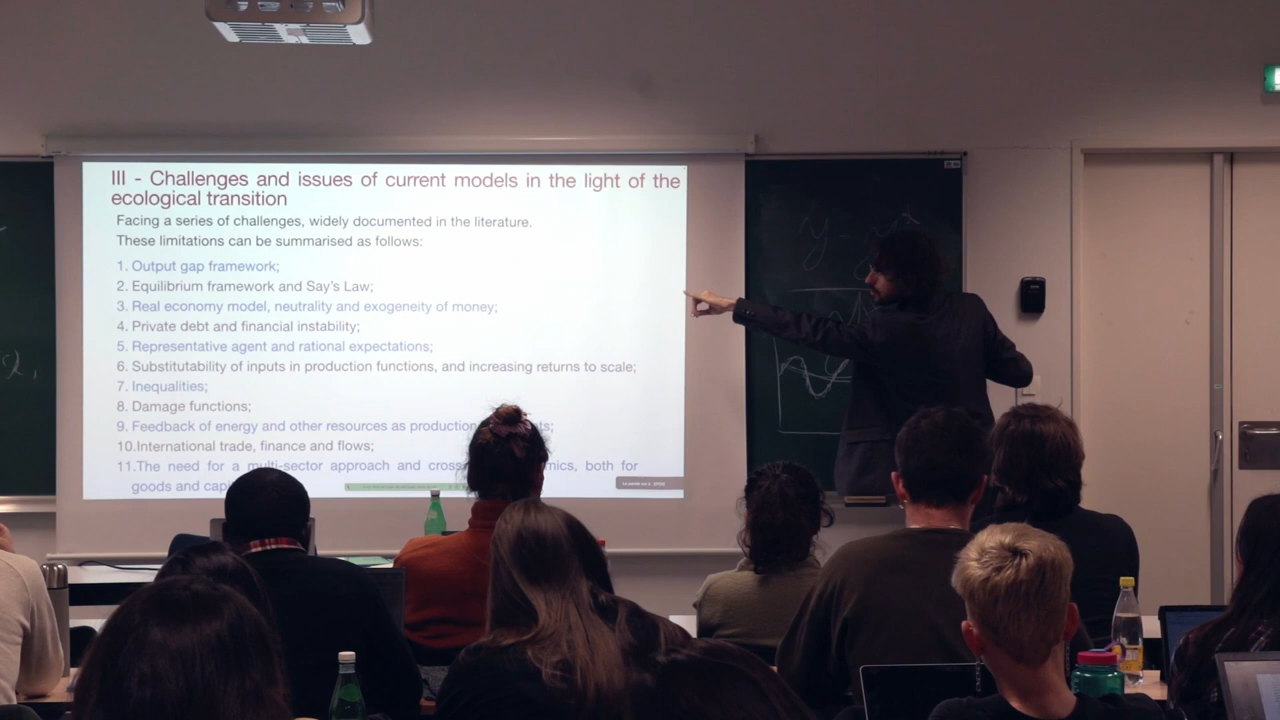 III - Challenges and issues of current models in the light of the
ecological transition
Facing a series of challenges, widely documented in the literature.
These limitations can be summarised as follows:
1. Output gap framework;
2. Equilibrium framework and Say's Law;
3. Real economy model, neutrality and exogeneity of money;
4. Private debt and financial instability;
5. Representative agent and rational expectations;
6. Substitutability of inputs in production functions, and increasing returns to scale;
7. Inequalities;
8. Damage functions;
9. Feedback of energy and other resources as production
10.International trade, finance and flows;
11.The need for a multi-sector approach and both for
goods and